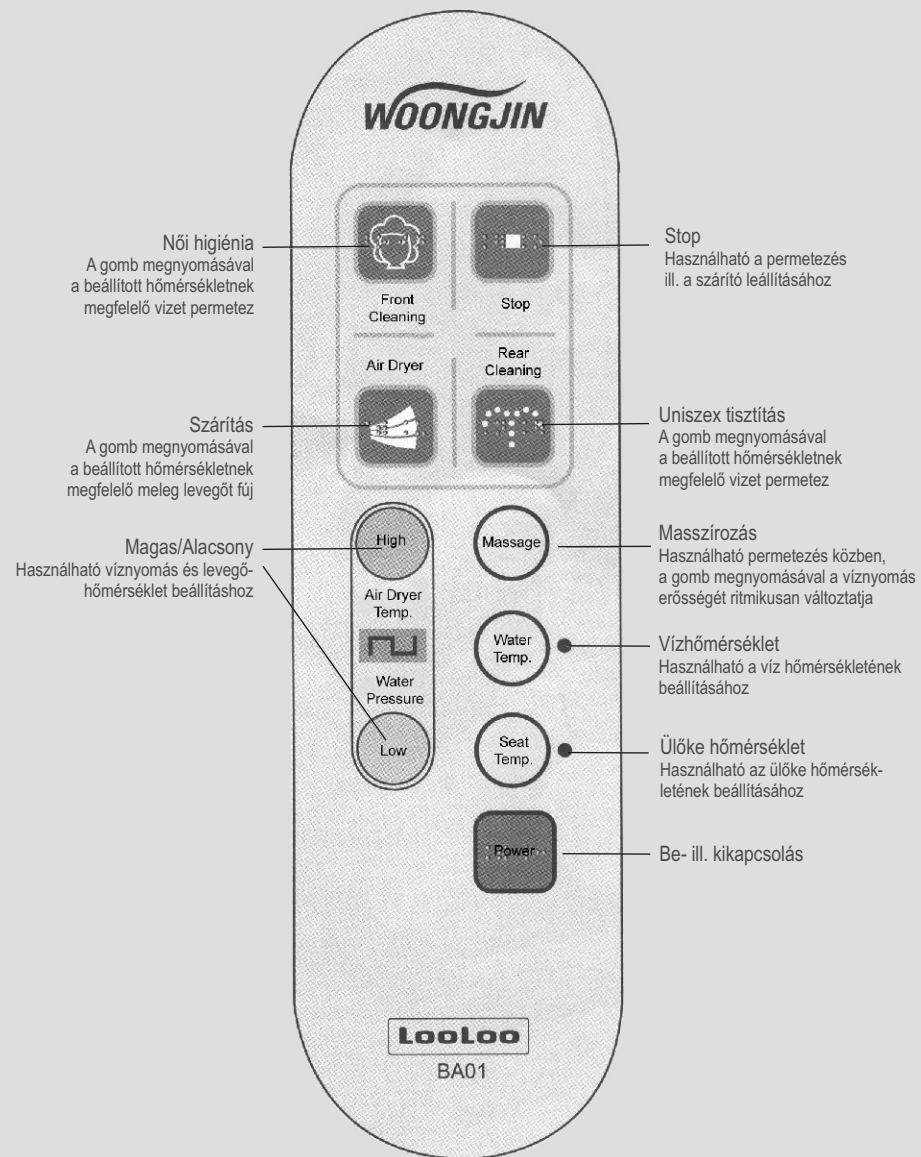 WOONGJIN
Női higiénia
A gomb megnyomásával
a beállított hőmérsékletnek
megfelelő vizet permetez
Front
Cleaning
Stop
Stop
Használható a permetezés
ill. a szárító leállításához
Air Dryer
Rear
Cleaning
Szárítás
A gomb megnyomásával
a beállított hőmérsékletnek
megfelelő meleg levegőt fúj
Uniszex tisztítás
A gomb megnyomásával
a beállított hőmérsékletnek
megfelelő vizet permetez
Magas/Alacsony
Használható víznyomás és levegő-
hőmérséklet beállításhoz
High
Air Dryer
Temp.
Water
Pressure
Low
Massage
Masszírozás
Használható permetezés közben,
a gomb megnyomásával a víznyomás
erősségét ritmikusan változtatja
Water
Temp.
Vízhőmérséklet
Használható a víz hőmérsékletének
beállításához
Seat
Temp.
Ülőke hőmérséklet
Használható az ülőke hőmérsék-
letének beállításához
Power
Be- ill. kikapcsolás
LooLoo
BA01